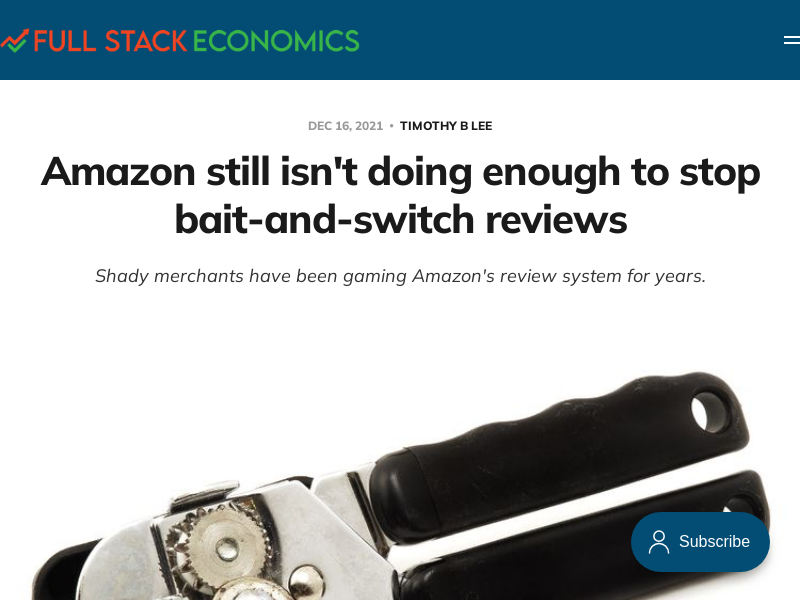 FULL STACK ECONOMICS
DEC 16, 2021 • TIMOTHY B LEE
Amazon still isn't doing enough to stop
bait-and-switch reviews
Shady merchants have been gaming Amazon's review system for years.
Subscribe